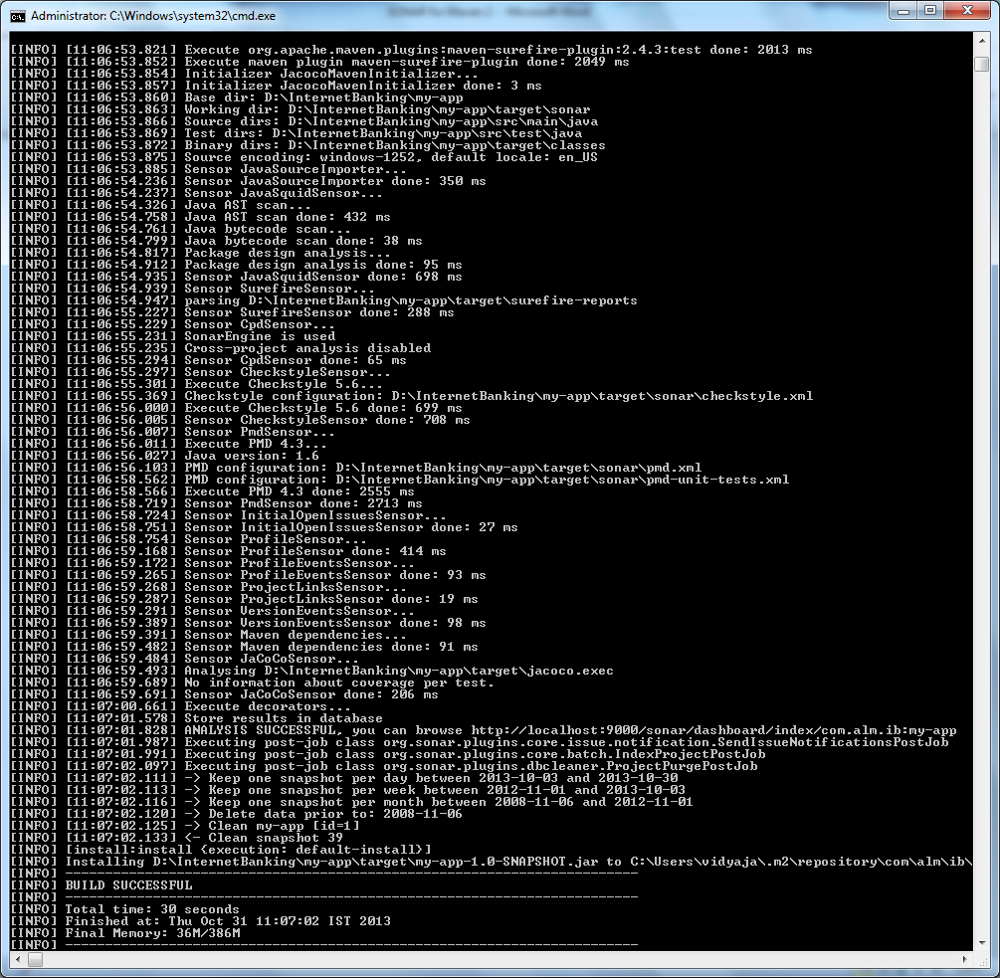 Administrator: C:\Windows\system32\cmd.exe
[INFO] [11:06:53.821] Execute org.apache.maven.plugins:maven-surefire-plugin:2.4.3:test done: 2013 ms
[INFO] [11:06:53.852] Execute maven plugin maven-surefire-plugin done: 2049 ms
[INFO] [11:06:53.854] Initializer JacocoMavenInitializer...
[INFO] [11:06:53.857] Initializer JacocoMavenInitializer done: 3 ms
[INFO] [11:06:53.860] Base dir: D:\InternetBanking\my-app
[INFO] [11:06:53.863] Working dir: D:\InternetBanking\my-app\target\sonar
[INFO] [11:06:53.866] Source dirs: D:\InternetBanking\my-app\src\main\java
[INFO] [11:06:53.869] Test dirs: D:\InternetBanking\my-app\src\test\java
[INFO] [11:06:53.872] Binary dirs: D:\InternetBanking\my-app\target\classes
[INFO] [11:06:53.875] Source encoding: windows-1252, default locale: en_US
[INFO] [11:06:53.885] Sensor JavaSourceImporter...
[INFO] [11:06:54.236] Sensor JavaSourceImporter done: 350 ms
[INFO] [11:06:54.237] Sensor JavaSquidSensor...
[INFO] [11:06:54.326] Java AST scan...
[INFO] [11:06:54.758] Java AST scan done: 432 ms
[INFO] [11:06:54.761] Java bytecode scan...
[INFO] [11:06:54.799] Java bytecode scan done: 38 ms
[INFO] [11:06:54.817] Package design analysis...
[INFO] [11:06:54.912] Package design analysis done: 95 ms
[INFO] [11:06:54.935] Sensor JavaSquidSensor done: 698 ms
[INFO] [11:06:54.939] Sensor SurefireSensor...
[INFO] [11:06:54.947] parsing D:\InternetBanking\my-app\target\surefire-reports
[INFO] [11:06:55.227] Sensor SurefireSensor done: 288 ms
[INFO] [11:06:55.229] Sensor CpdSensor...
[INFO] [11:06:55.231] SonarEngine is used
[INFO] [11:06:55.235] Cross-project analysis disabled
[INFO] [11:06:55.294] Sensor CpdSensor done: 65 ms
[INFO] [11:06:55.297] Sensor CheckstyleSensor...
[INFO] [11:06:55.301] Execute Checkstyle 5.6...
[INFO] [11:06:55.369] Checkstyle configuration: D:\InternetBanking\my-app\target\sonar\checkstyle.xml
[INFO] [11:06:56.000] Execute Checkstyle 5.6 done: 699 ms
[INFO] [11:06:56.005] Sensor CheckstyleSensor done: 708 ms
[INFO] [11:06:56.007] Sensor PmdSensor...
[INFO] [11:06:56.011] Execute PMD 4.3...
[INFO] [11:06:56.027] Java version: 1.6
[INFO] [11:06:56.103] PMD configuration: D:\InternetBanking\my-app\target\sonar\pmd.xml
[INFO] [11:06:58.562] PMD configuration: D:\InternetBanking\my-app\target\sonar\pmd-unit-tests.xml
[INFO] [11:06:58.566] Execute PMD 4.3 done: 2555 ms
[INFO] [11:06:58.719] Sensor PmdSensor done: 2713 ms
[INFO] [11:06:58.724] Sensor InitialOpenIssuesSensor...
[INFO] [11:06:58.751] Sensor InitialOpenIssuesSensor done: 27 ms
[INFO] [11:06:58.754] Sensor ProfileSensor...
[INFO] [11:06:59.168] Sensor ProfileSensor done: 414 ms
[INFO] [11:06:59.172] Sensor ProfileEventsSensor...
[INFO] [11:06:59.265] Sensor ProfileEventsSensor done: 93 ms
[INFO] [11:06:59.268] Sensor ProjectLinksSensor...
[INFO] [11:06:59.287] Sensor ProjectLinksSensor done: 19 ms
[INFO] [11:06:59.291] Sensor VersionEventsSensor...
[INFO] [11:06:59.389] Sensor VersionEventsSensor done: 98 ms
[INFO] [11:06:59.391] Sensor Maven dependencies...
[INFO] [11:06:59.482] Sensor Maven dependencies done: 91 ms
[INFO] [11:06:59.484] Sensor JaCoCoSensor...
[INFO] [11:06:59.493] Analysing D:\InternetBanking\my-app\target\jacoco.exec
[INFO] [11:06:59.689] No information about coverage per test.
[INFO] [11:06:59.691] Sensor JaCoCoSensor done: 206 ms
[INFO] [11:07:00.661] Execute decorators...
[INFO] [11:07:01.578] Store results in database
[INFO] [11:07:01.828] ANALYSIS SUCCESSFUL, you can browse http://localhost:9000/sonar/dashboard/index/com.alm.ib:my-app
[INFO] [11:07:01.987] Executing post-job class org.sonar.plugins.core.issue.notification.SendIssueNotificationsPostJob
[INFO] [11:07:01.991] Executing post-job class org.sonar.plugins.core.batch.IndexProjectPostJob
[INFO] [11:07:02.097] Executing post-job class org.sonar.plugins.dbcleaner.ProjectPurgePostJob
[INFO] [11:07:02.111] -> Keep one snapshot per day between 2013-10-03 and 2013-10-30
[INFO] [11:07:02.113] -> Keep one snapshot per week between 2012-11-01 and 2013-10-03
[INFO] [11:07:02.116] -> Keep one snapshot per month between 2008-11-06 and 2012-11-01
[INFO] [11:07:02.120] -> Delete data prior to: 2008-11-06
[INFO] [11:07:02.125] -> Clean my-app [id=1]
[INFO] [11:07:02.133] <- Clean snapshot 39
[INFO] [install:install {execution: default-install}]
[INFO] Installing D:\InternetBanking\my-app\target\my-app-1.0-SNAPSHOT.jar to C:\Users\vidyaja\.m2\repository\com\alm\ib\
[INFO] ------------------------------------------------------------------------
[INFO] BUILD SUCCESSFUL
[INFO] ------------------------------------------------------------------------
[INFO] Total time: 30 seconds
[INFO] Finished at: Thu Oct 31 11:07:02 IST 2013
[INFO] Final Memory: 36M/386M
[INFO] ------------------------------------------------------------------------